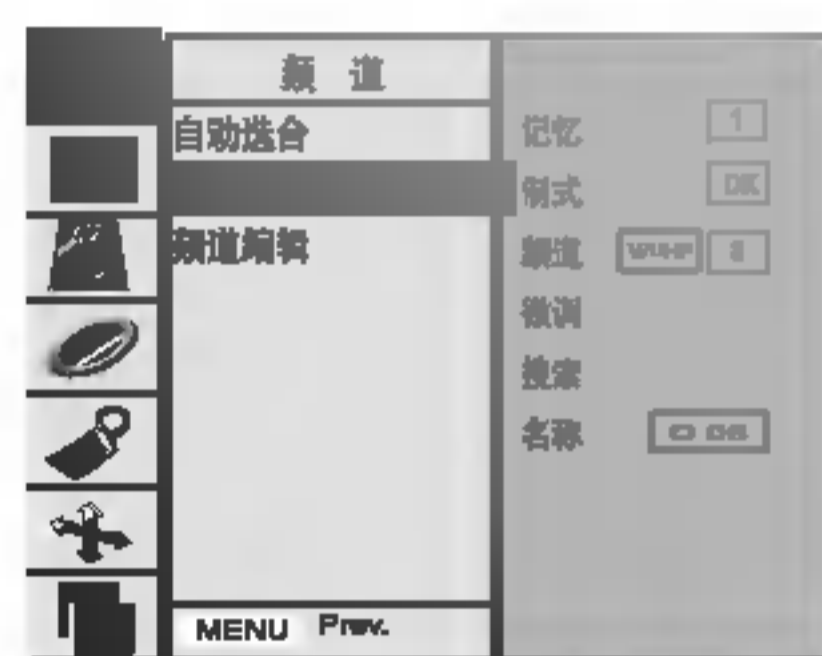 频 道
自动选台
频道编辑
MENU Prev.
记忆 1
制式 DK
频道 V/UHF
微调
搜索
名称